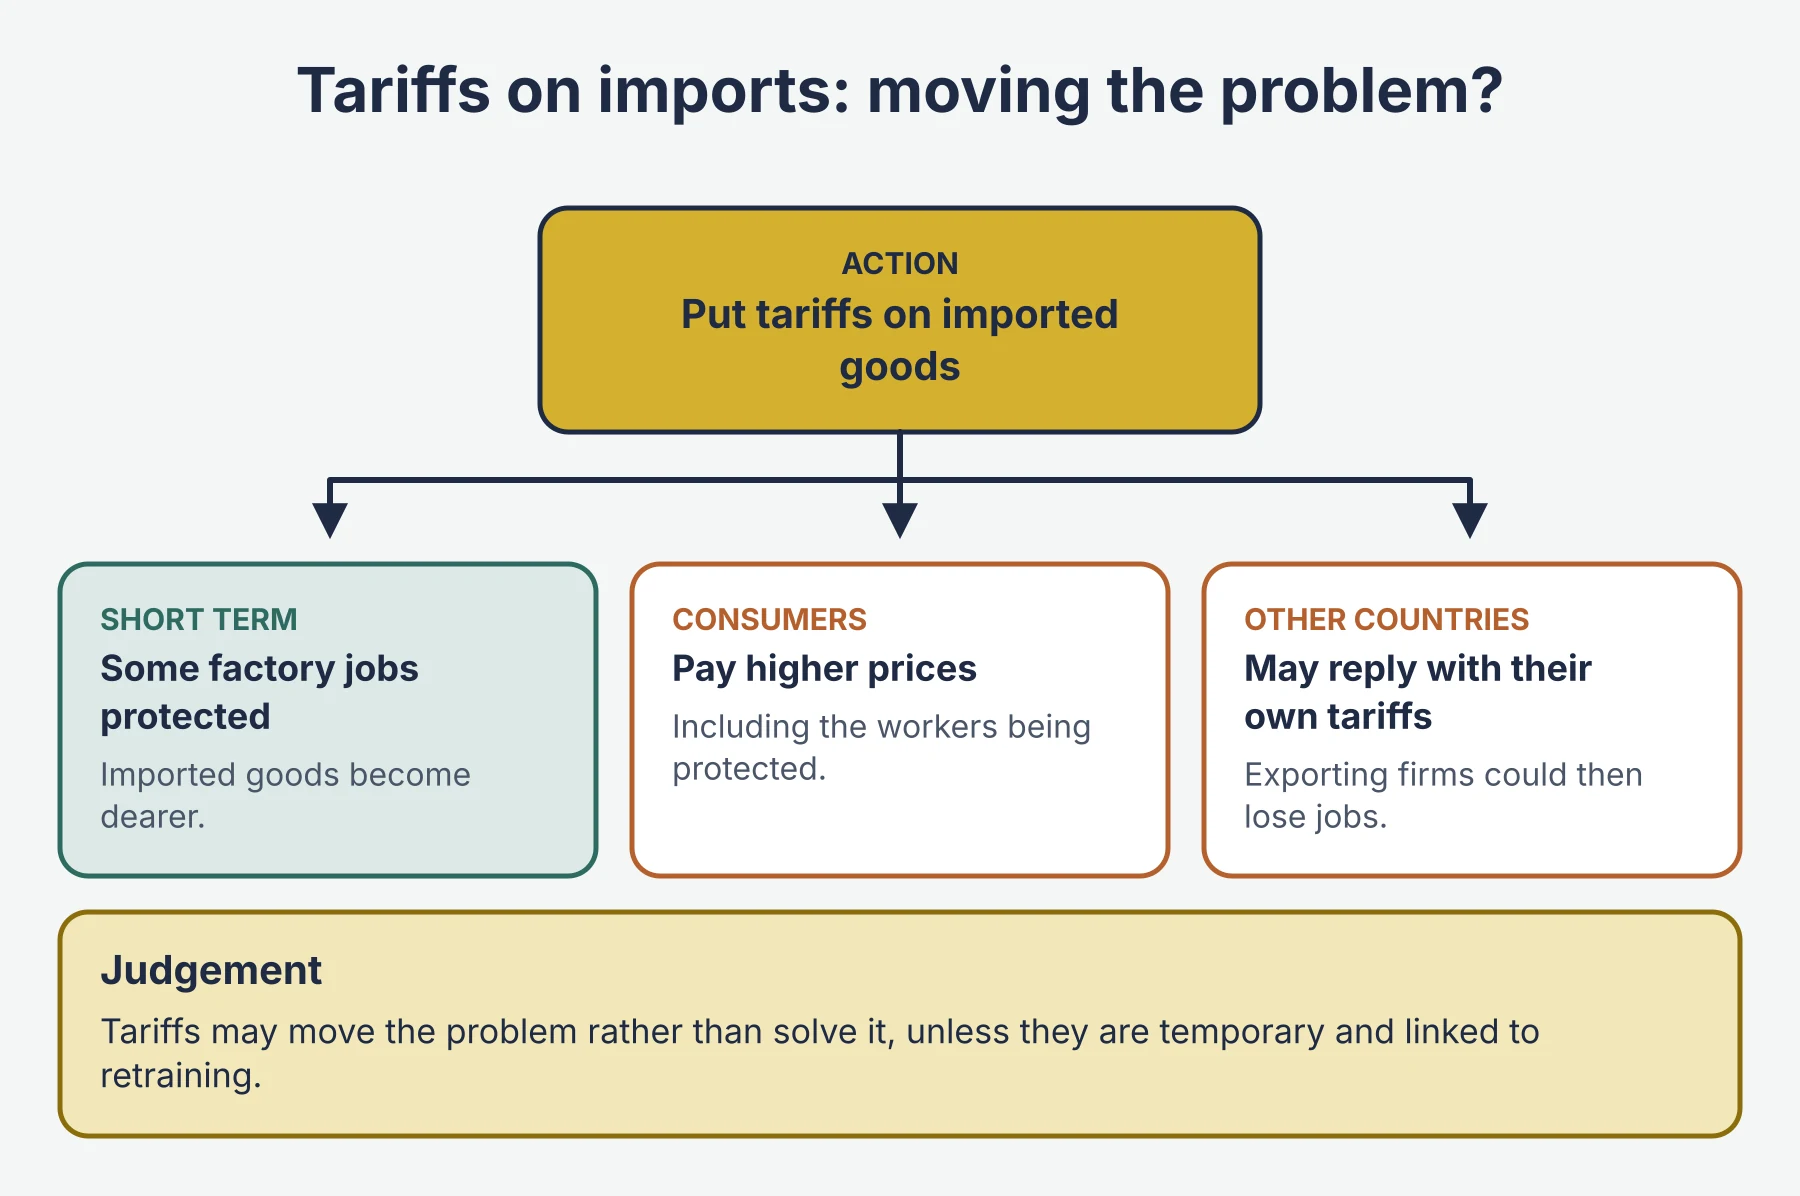 Tariffs on imports: moving the problem?
ACTION
Put tariffs on imported
goods
SHORT TERM
Some factory jobs
protected
Imported goods become
dearer.
CONSUMERS
Pay higher prices
Including the workers being
protected.
OTHER COUNTRIES
May reply with their
own tariffs
Exporting firms could then
lose jobs.
Judgement
Tariffs may move the problem rather than solve it, unless they are temporary and linked to
retraining.